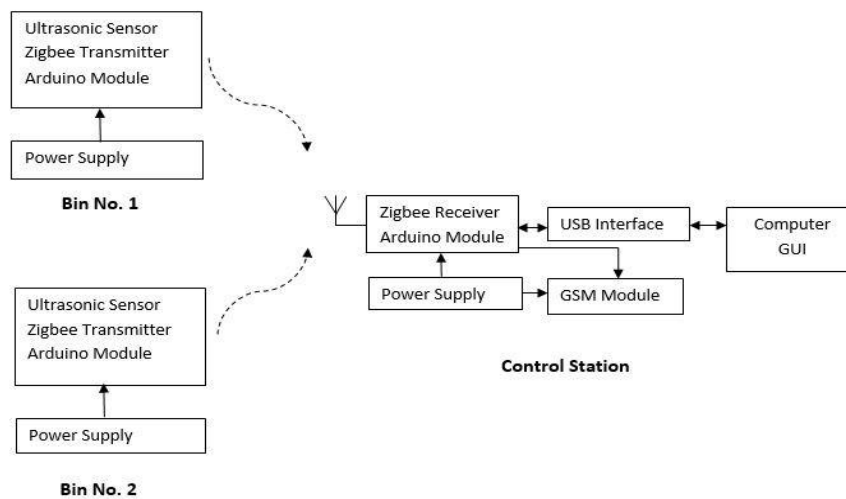 Ultrasonic Sensor
Zigbee Transmitter
Arduino Module
Power Supply
Bin No. 1
Zigbee Receiver
Arduino Module
USB Interface
Computer
GUI
Power Supply
GSM Module
Control Station
Ultrasonic Sensor
Zigbee Transmitter
Arduino Module
Power Supply
Bin No. 2